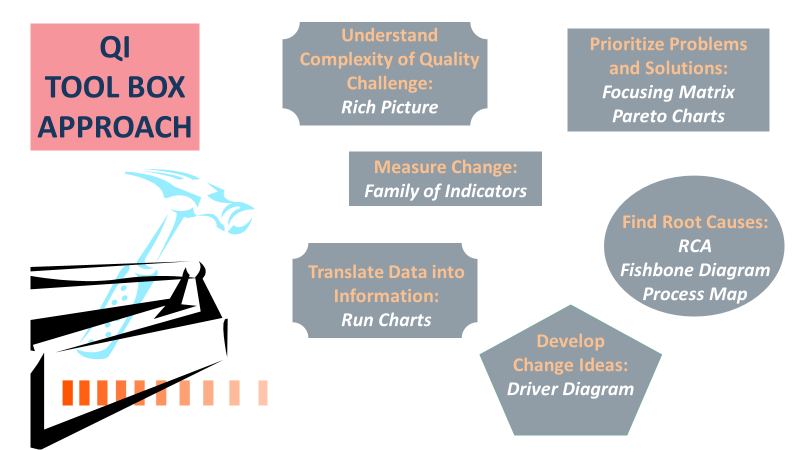 QI
TOOL BOX
APPROACH
Understand
Complexity of Quality
Challenge:
Rich Picture
Prioritize Problems
and Solutions:
Focusing Matrix
Pareto Charts
Measure Change:
Family of Indicators
Find Root Causes:
RCA
Fishbone Diagram
Process Map
Translate Data into
Information:
Run Charts
Develop
Change Ideas:
Driver Diagram